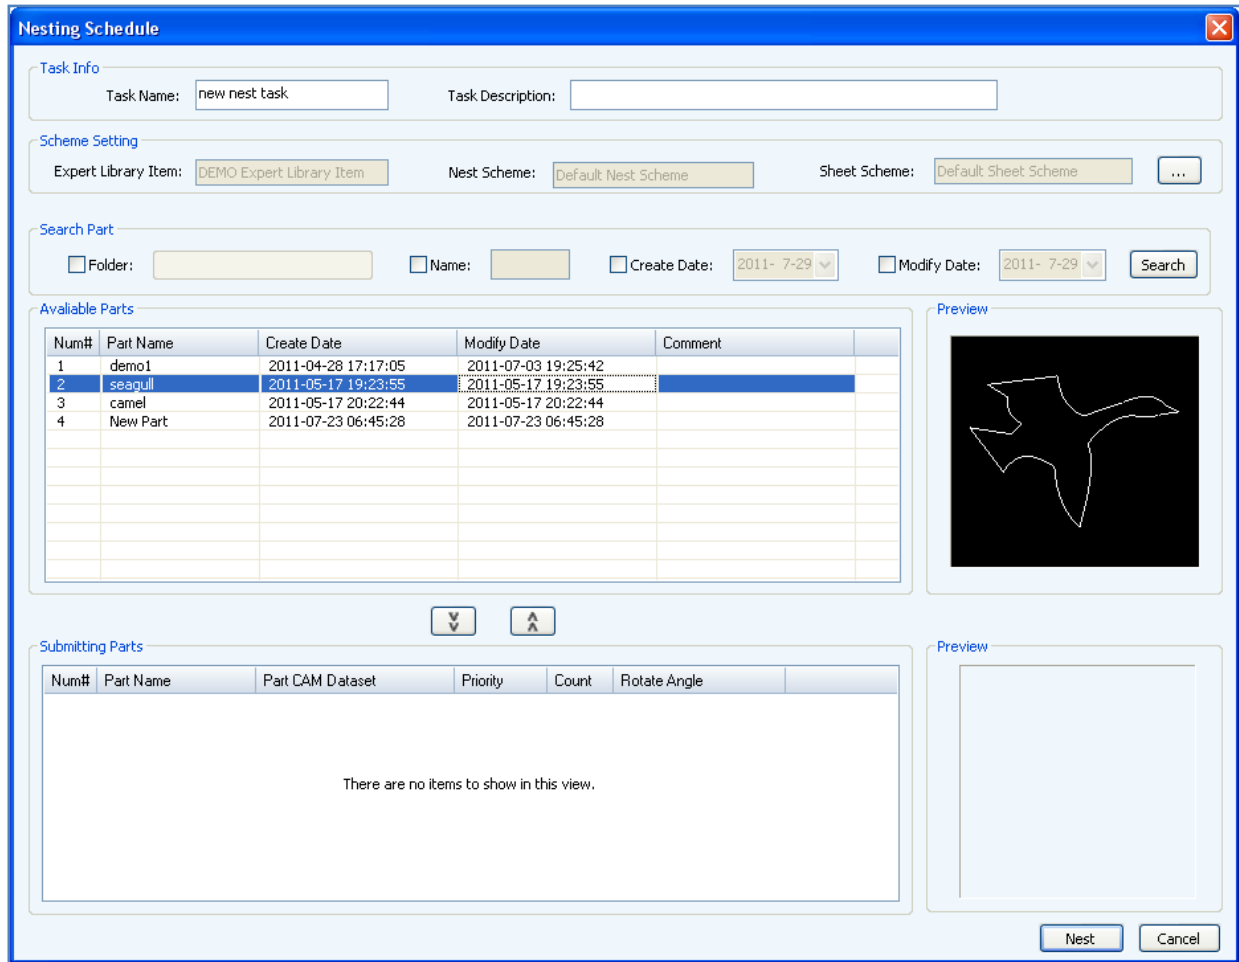 Nesting Schedule
Task Info
Task Name: new nest task Task Description:
Scheme Setting
Expert Library Item: DEMO Expert Library Item Nest Scheme: Default Nest Scheme Sheet Scheme: Default Sheet Scheme ...
Search Part
Folder: Name: Create Date: 2011- 7-29 Modify Date: 2011- 7-29 Search
Avaliable Parts
Preview
Num# Part Name Create Date Modify Date Comment
1 demo1 2011-04-28 17:17:05 2011-07-03 19:25:42
2 seagull 2011-05-17 19:23:55 2011-05-17 19:23:55
3 camel 2011-05-17 20:22:44 2011-05-17 20:22:44
4 New Part 2011-07-23 06:45:28 2011-07-23 06:45:28
Submitting Parts
Preview
Num# Part Name Part CAM Dataset Priority Count Rotate Angle
There are no items to show in this view.
Nest Cancel